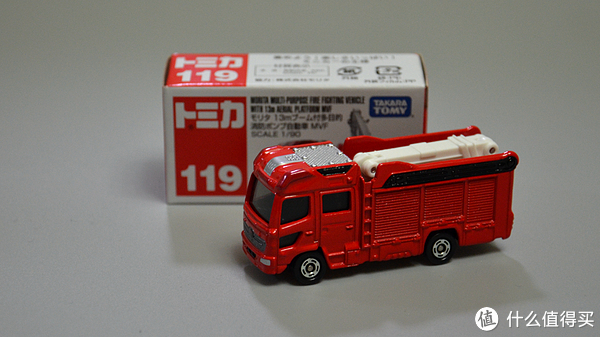 トミカ
119
TAKARA TOMY
トミカ
119
MORITA MULTI-PURPOSE FIRE FIGHTING VEHICLE
WITH 13m AERIAL PLATFORM MVF
モリタ 13mブーム付多目的
消防ポンプ自動車 MVF
SCALE 1/90
值 什么值得买